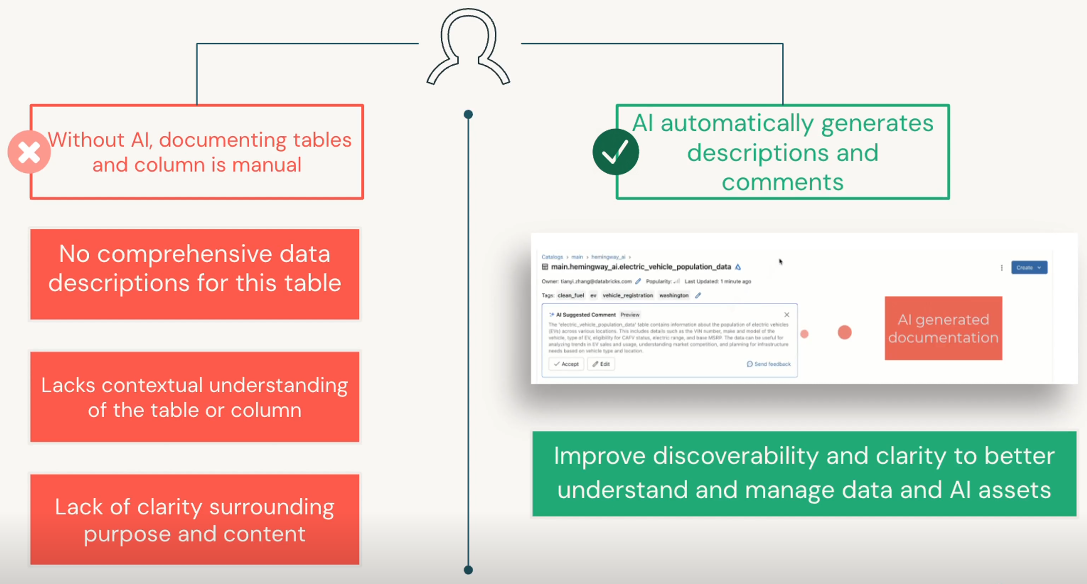 Without AI, documenting tables
and column is manual
No comprehensive data
descriptions for this table
Lacks contextual understanding
of the table or column
Lack of clarity surrounding
purpose and content
AI automatically generates
descriptions and
comments
Catalogs > main > hemingway_ai >
main.hemingway_ai.electric_vehicle_population_data
Create
Owner: tianyi.zhang@databricks.com Popularity: Last Updated: 1 minute ago
Tags: clean_fuel ev vehicle_registration washington
AI Suggested Comment Preview
The 'electric_vehicle_population_data' table contains information about the population of electric vehicles
(EVs) across various locations. This includes details such as the VIN number, make and model of the
vehicle, type of EV, eligibility for CAFV status, electric range, and base MSRP. The data can be useful for
analyzing trends in EV sales and usage, understanding market competition, and planning for infrastructure
needs based on vehicle type and location.
Accept Edit Send feedback
AI generated
documentation
Improve discoverability and clarity to better
understand and manage data and AI assets